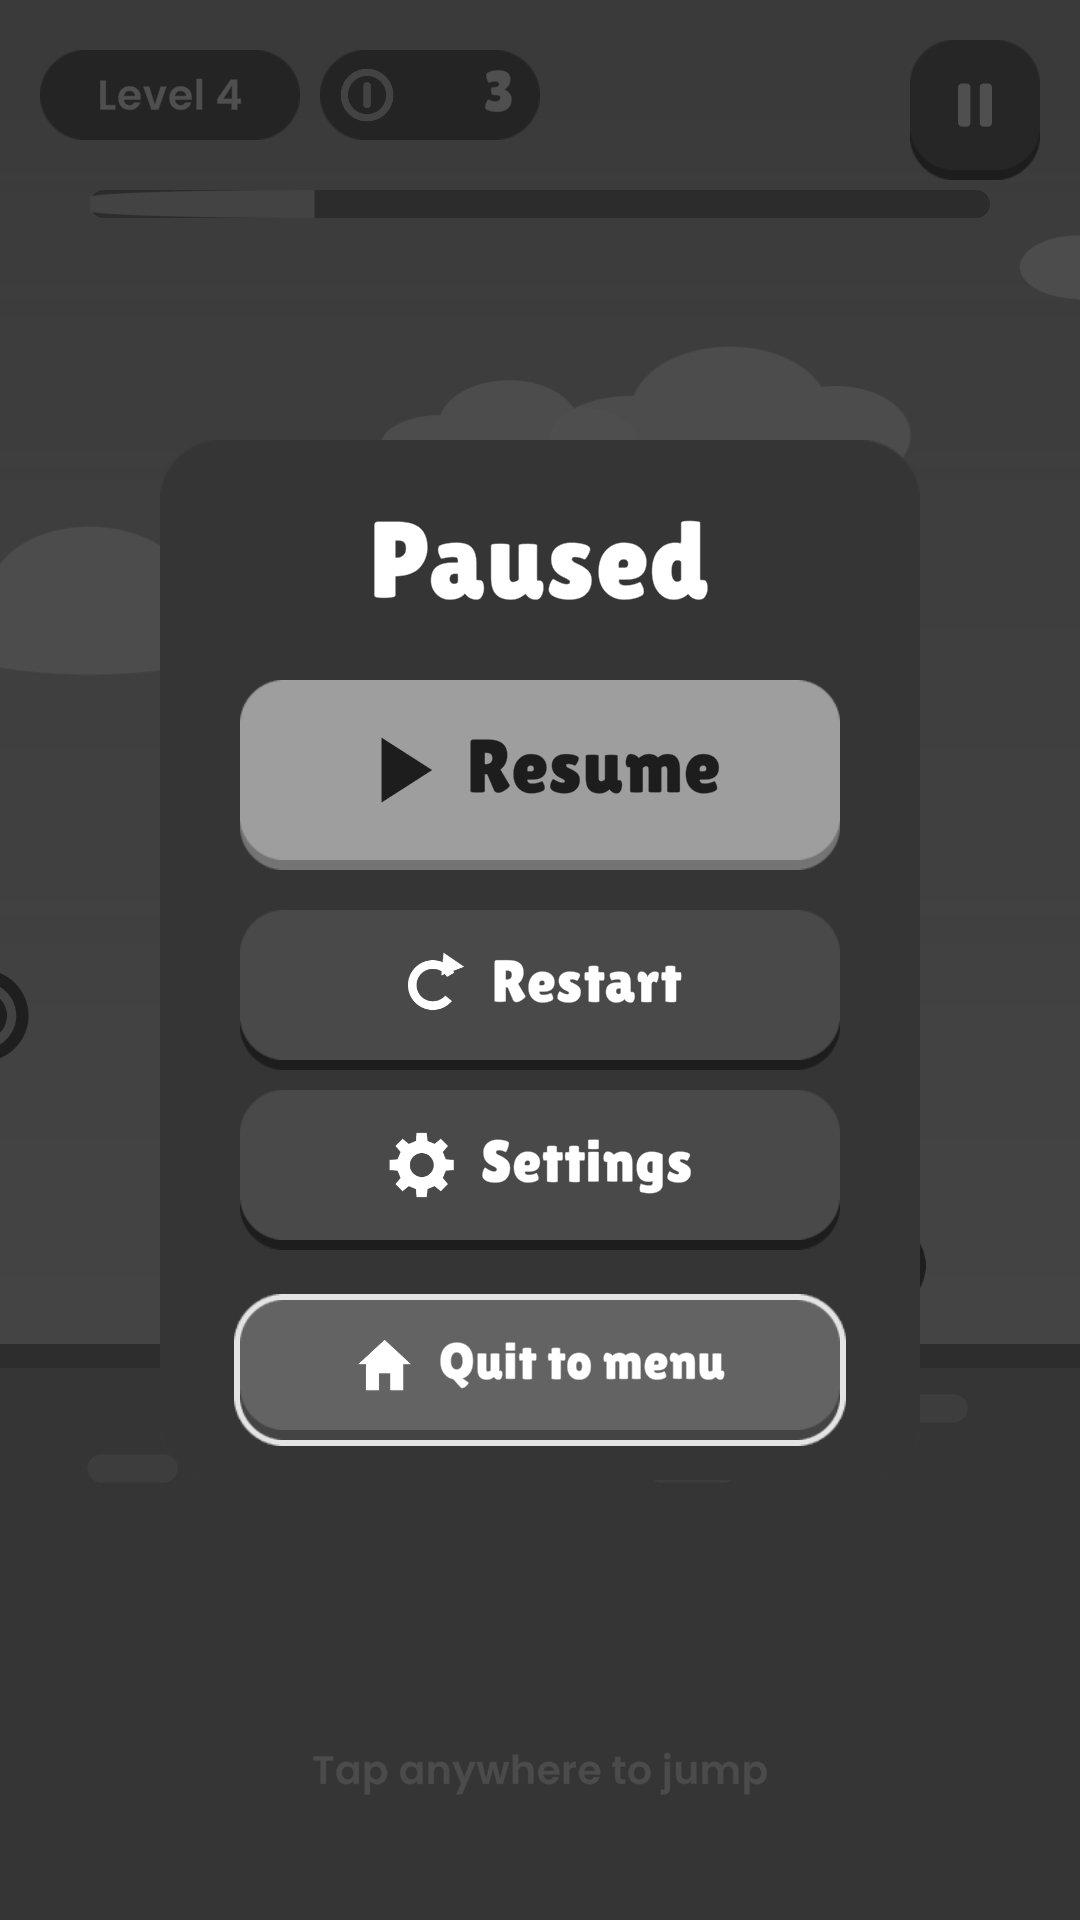 Level 4
3
Paused
Resume
Restart
Settings
Quit to menu
Tap anywhere to jump